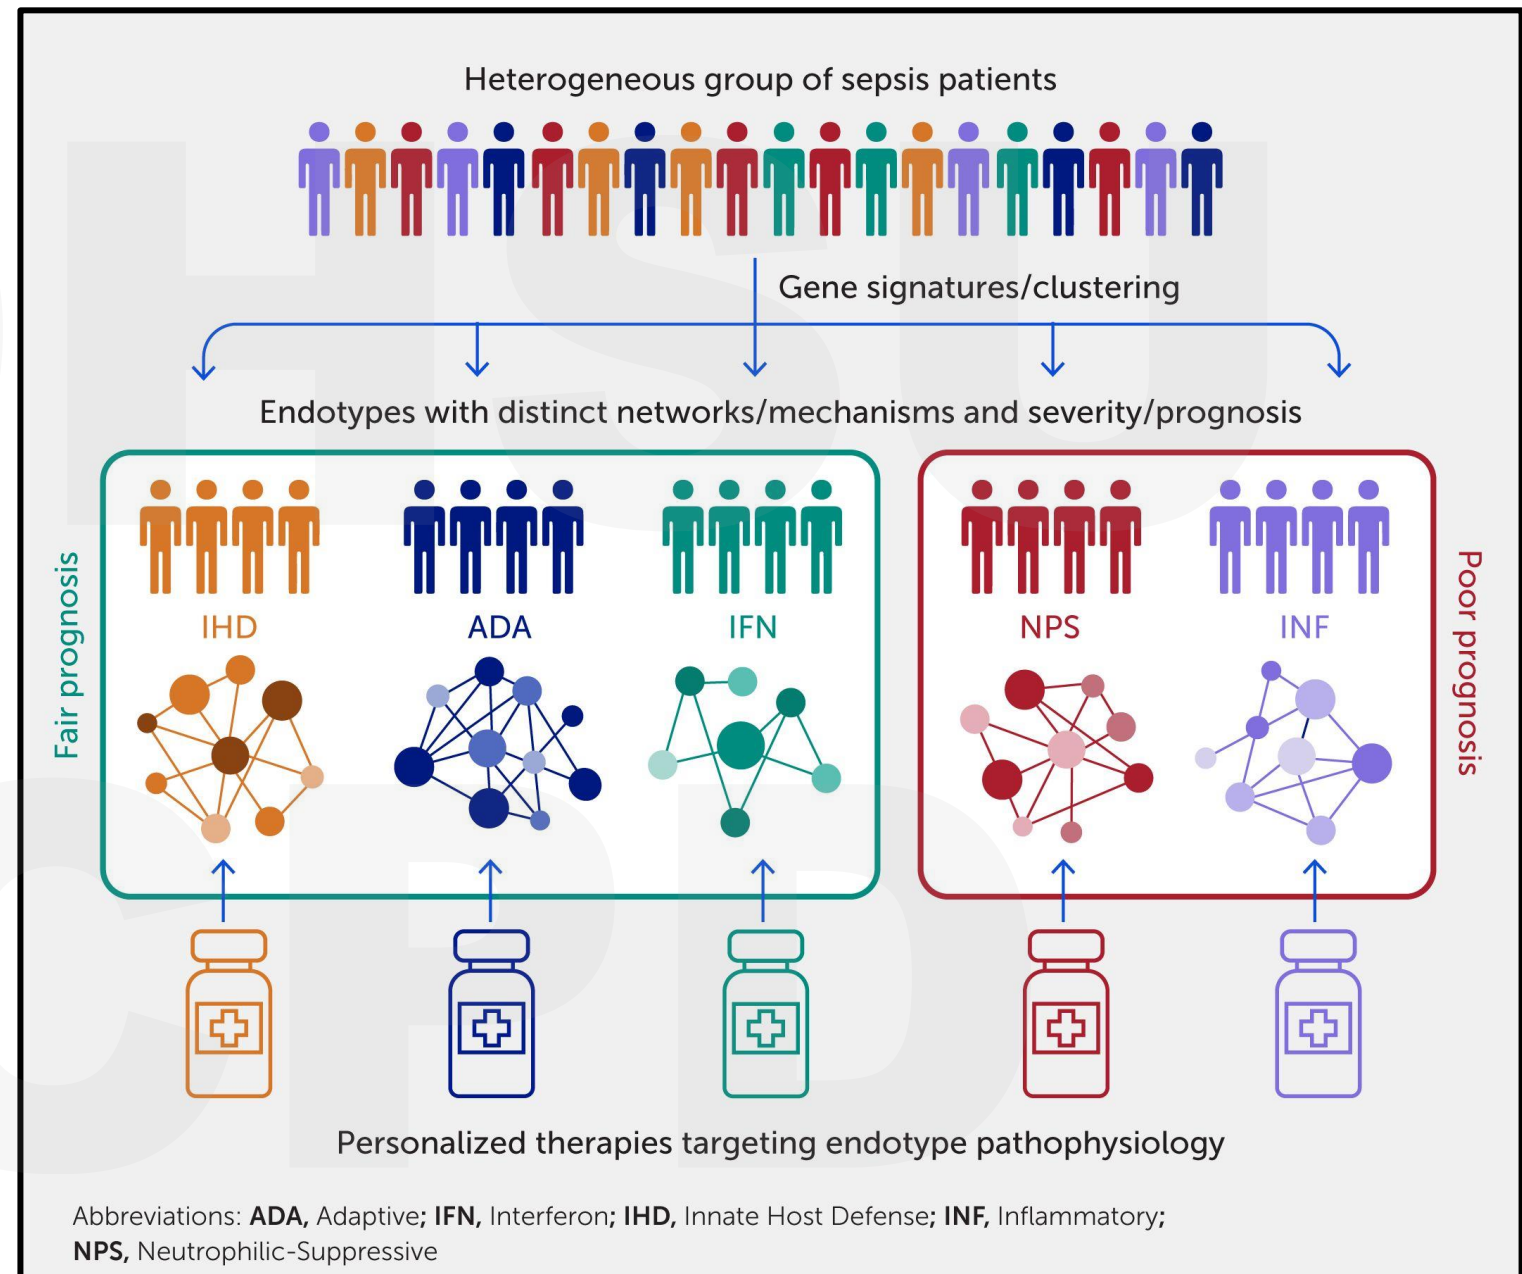 Heterogeneous group of sepsis patients
Gene signatures/clustering
Endotypes with distinct networks/mechanisms and severity/prognosis
Fair prognosis
IHD
ADA
IFN
NPS
INF
Poor prognosis
Personalized therapies targeting endotype pathophysiology
Abbreviations: ADA, Adaptive; IFN, Interferon; IHD, Innate Host Defense; INF, Inflammatory;
NPS, Neutrophilic-Suppressive
HSU
CPD